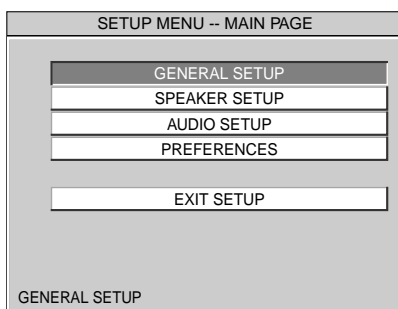 SETUP MENU -- MAIN PAGE
GENERAL SETUP
SPEAKER SETUP
AUDIO SETUP
PREFERENCES
EXIT SETUP
GENERAL SETUP